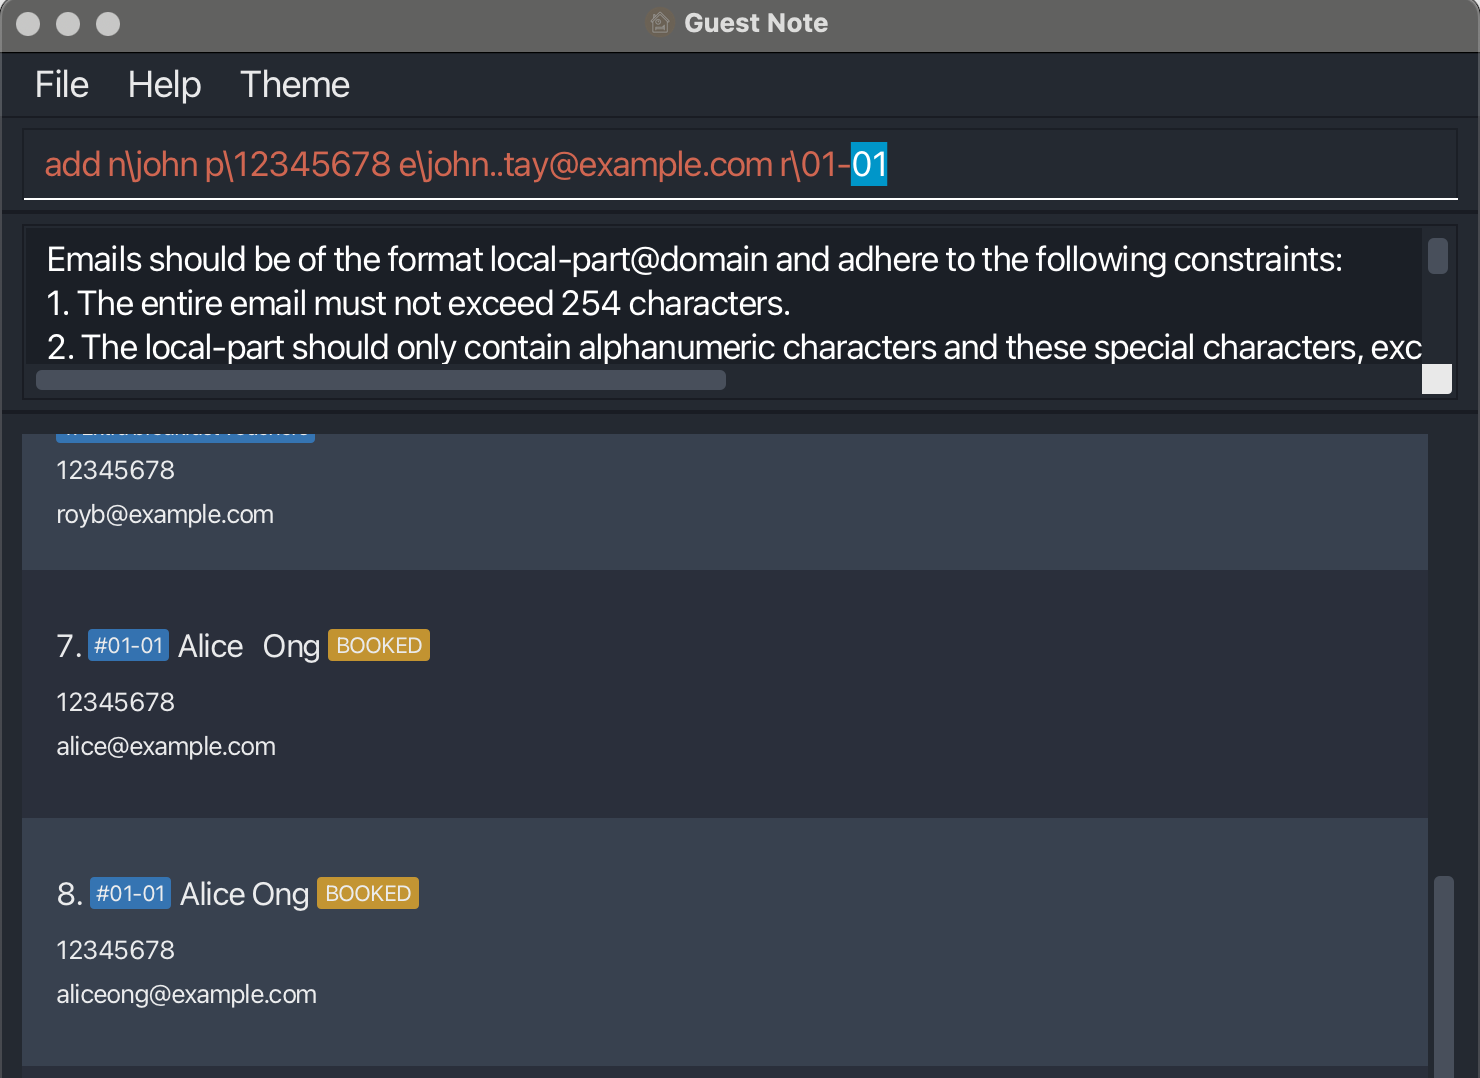 Guest Note
File Help Theme
add n\john p\12345678 e\john..tay@example.com r\01-01
Emails should be of the format local-part@domain and adhere to the following constraints:
1. The entire email must not exceed 254 characters.
2. The local-part should only contain alphanumeric characters and these special characters, exc
12345678
royb@example.com
7. #01-01 Alice   Ong BOOKED
12345678
alice@example.com
8. #01-01 Alice Ong BOOKED
12345678
aliceong@example.com